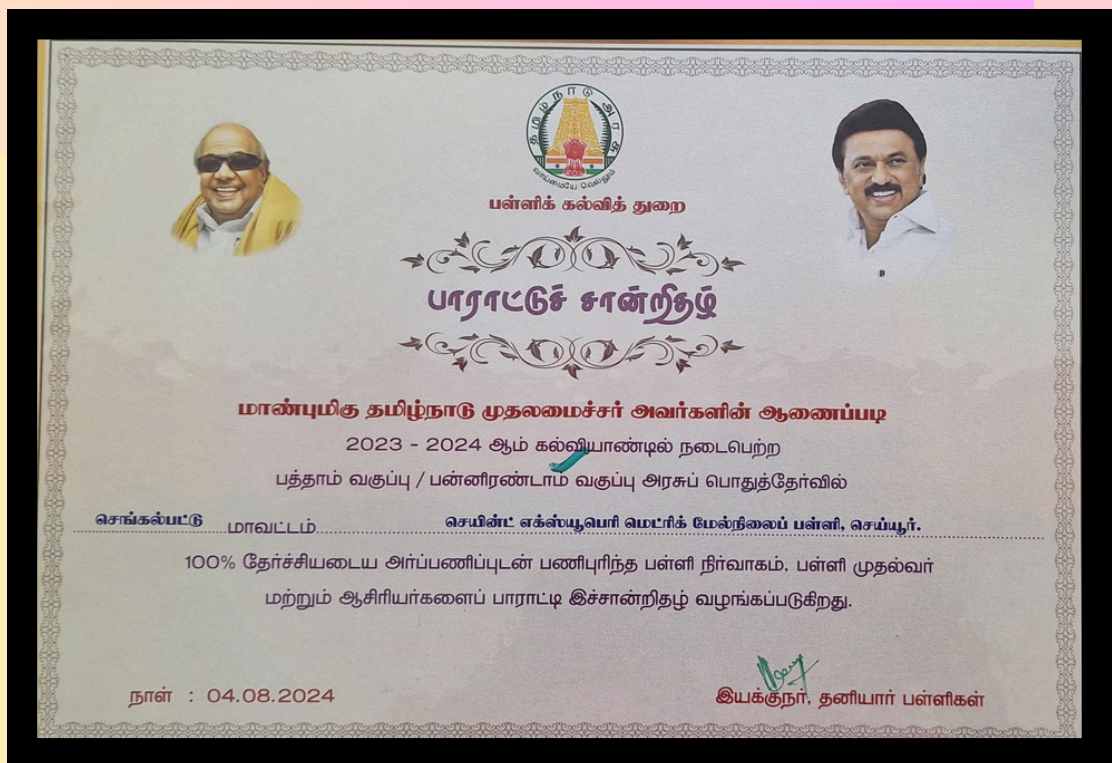 தமிழ்நாடு அரசு
வாய்மையே வெல்லும்
பள்ளிக் கல்வித் துறை
பாராட்டுச் சான்றிதழ்
மாண்புமிகு தமிழ்நாடு முதலமைச்சர் அவர்களின் ஆணைப்படி
2023 - 2024 ஆம் கல்வியாண்டில் நடைபெற்ற
பத்தாம் வகுப்பு / பன்னிரண்டாம் வகுப்பு அரசுப் பொதுத்தேர்வில்
செங்கல்பட்டு மாவட்டம் செயின்ட் எக்ஸ்யூபெரி மெட்ரிக் மேல்நிலைப் பள்ளி, செய்யூர்.
100% தேர்ச்சியடைய அர்ப்பணிப்புடன் பணிபுரிந்த பள்ளி நிர்வாகம், பள்ளி முதல்வர்
மற்றும் ஆசிரியர்களைப் பாராட்டி இச்சான்றிதழ் வழங்கப்படுகிறது.
நாள் : 04.08.2024
இயக்குநர், தனியார் பள்ளிகள்